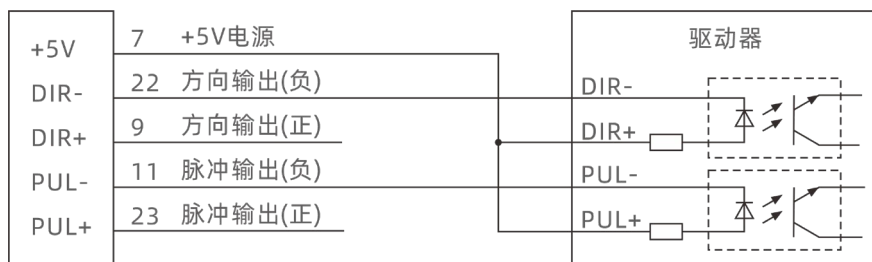 +5V 7 +5V电源
DIR- 22 方向输出(负)
DIR+ 9 方向输出(正)
PUL- 11 脉冲输出(负)
PUL+ 23 脉冲输出(正)
驱动器
DIR-
DIR+
PUL-
PUL+